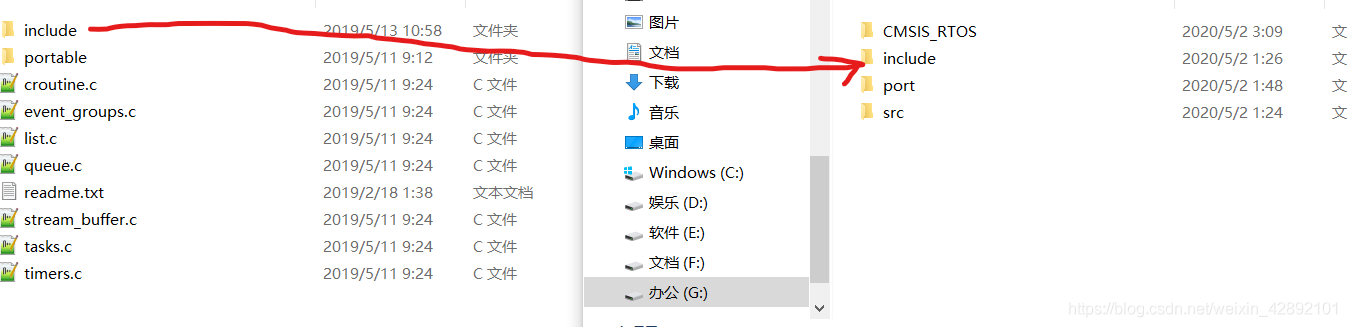 include 2019/5/13 10:58 文件夹
portable 2019/5/11 9:12 文件夹
croutine.c 2019/5/11 9:24 C 文件
event_groups.c 2019/5/11 9:24 C 文件
list.c 2019/5/11 9:24 C 文件
queue.c 2019/5/11 9:24 C 文件
readme.txt 2019/2/18 1:38 文本文档
stream_buffer.c 2019/5/11 9:24 C 文件
tasks.c 2019/5/11 9:24 C 文件
timers.c 2019/5/11 9:24 C 文件
图片
文档
下载
音乐
桌面
Windows (C:)
娱乐 (D:)
软件 (E:)
文档 (F:)
办公 (G:)
CMSIS_RTOS 2020/5/2 3:09 文
include 2020/5/2 1:26 文
port 2020/5/2 1:48 文
src 2020/5/2 1:24 文
https://blog.csdn.net/weixin_42892101